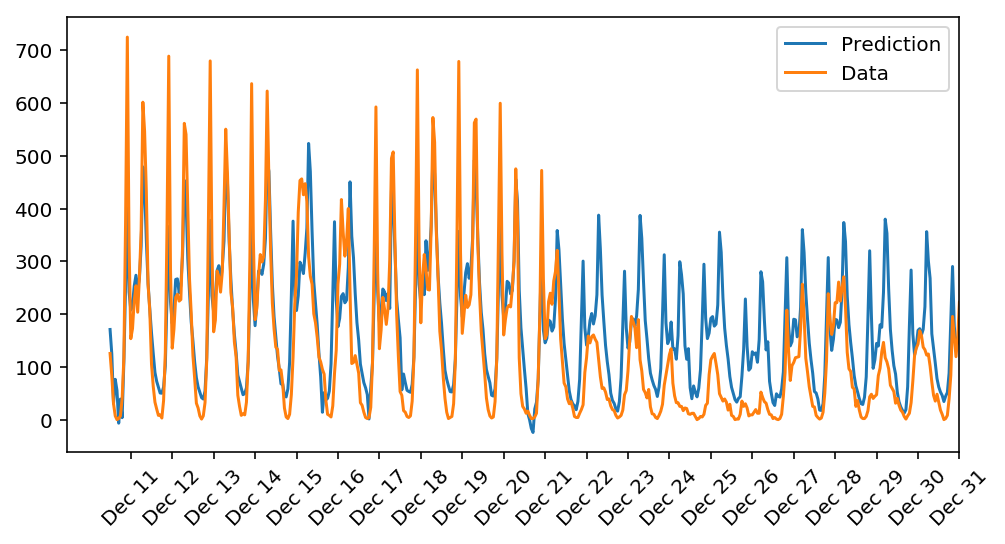 Prediction
Data
700
600
500
400
300
200
100
0
Dec 11
Dec 12
Dec 13
Dec 14
Dec 15
Dec 16
Dec 17
Dec 18
Dec 19
Dec 20
Dec 21
Dec 22
Dec 23
Dec 24
Dec 25
Dec 26
Dec 27
Dec 28
Dec 29
Dec 30
Dec 31